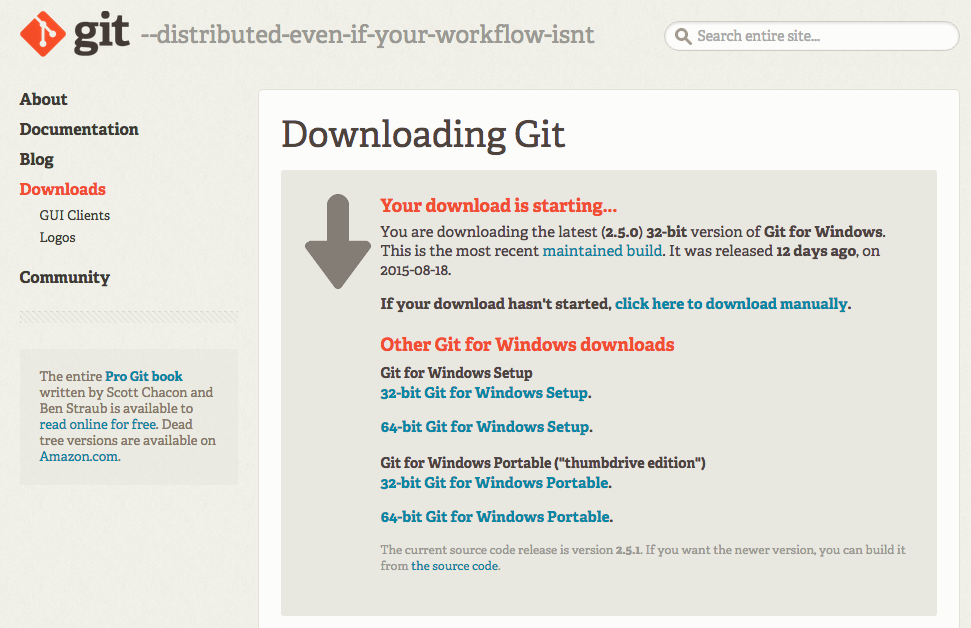 git --distributed-even-if-your-workflow-isnt
Search entire site...
About
Documentation
Blog
Downloads
GUI Clients
Logos
Community
The entire Pro Git book
written by Scott Chacon and
Ben Straub is available to
read online for free. Dead
tree versions are available on
Amazon.com.
Downloading Git
Your download is starting...
You are downloading the latest (2.5.0) 32-bit version of Git for Windows.
This is the most recent maintained build. It was released 12 days ago, on
2015-08-18.
If your download hasn't started, click here to download manually.
Other Git for Windows downloads
Git for Windows Setup
32-bit Git for Windows Setup.
64-bit Git for Windows Setup.
Git for Windows Portable ("thumbdrive edition")
32-bit Git for Windows Portable.
64-bit Git for Windows Portable.
The current source code release is version 2.5.1. If you want the newer version, you can build it
from the source code.